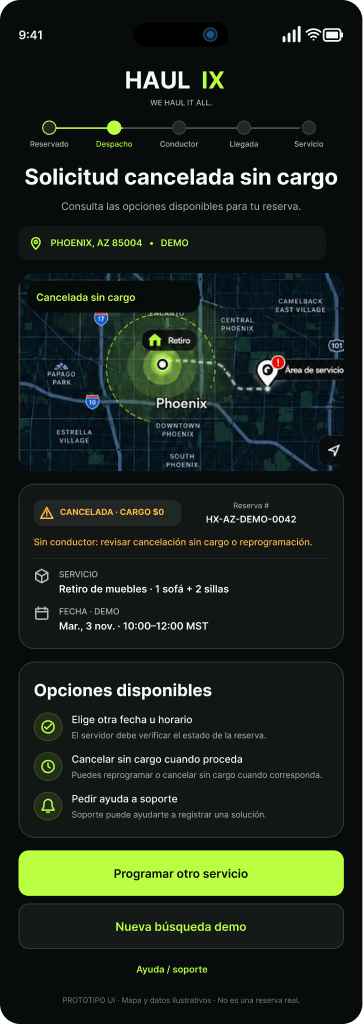 9:41
HAUL IX
WE HAUL IT ALL.
Reservado
Despacho
Conductor
Llegada
Servicio
Solicitud cancelada sin cargo
Consulta las opciones disponibles para tu reserva.
PHOENIX, AZ 85004 • DEMO
Cancelada sin cargo
CAMELBACK
EAST VILLAGE
17
ENCANTO
CENTRAL
PHOENIX
Retiro
101
PAPAGO
PARK
Área de servicio
10
Phoenix
ESTRELLA
VILLAGE
DOWNTOWN
PHOENIX
SOUTH
PHOENIX
CANCELADA · CARGO $0
Reserva #
HX-AZ-DEMO-0042
Sin conductor: revisar cancelación sin cargo o reprogramación.
SERVICIO
Retiro de muebles · 1 sofá + 2 sillas
FECHA · DEMO
Mar., 3 nov. · 10:00–12:00 MST
Opciones disponibles
Elige otra fecha u horario
El servidor debe verificar el estado de la reserva.
Cancelar sin cargo cuando proceda
Puedes reprogramar o cancelar sin cargo cuando corresponda.
Pedir ayuda a soporte
Soporte puede ayudarte a registrar una solución.
Programar otro servicio
Nueva búsqueda demo
Ayuda / soporte
PROTOTIPO UI · Mapa y datos ilustrativos · No es una reserva real.